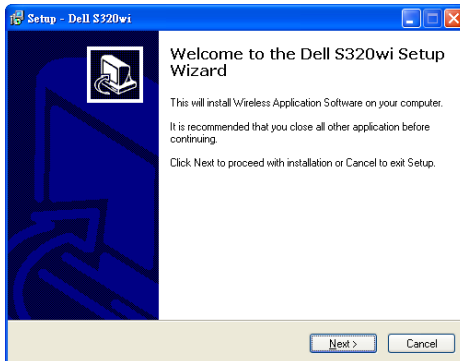 Setup - Dell S320wi
Welcome to the Dell S320wi Setup
Wizard
This will install Wireless Application Software on your computer.
It is recommended that you close all other application before
continuing.
Click Next to proceed with installation or Cancel to exit Setup.
Next >
Cancel